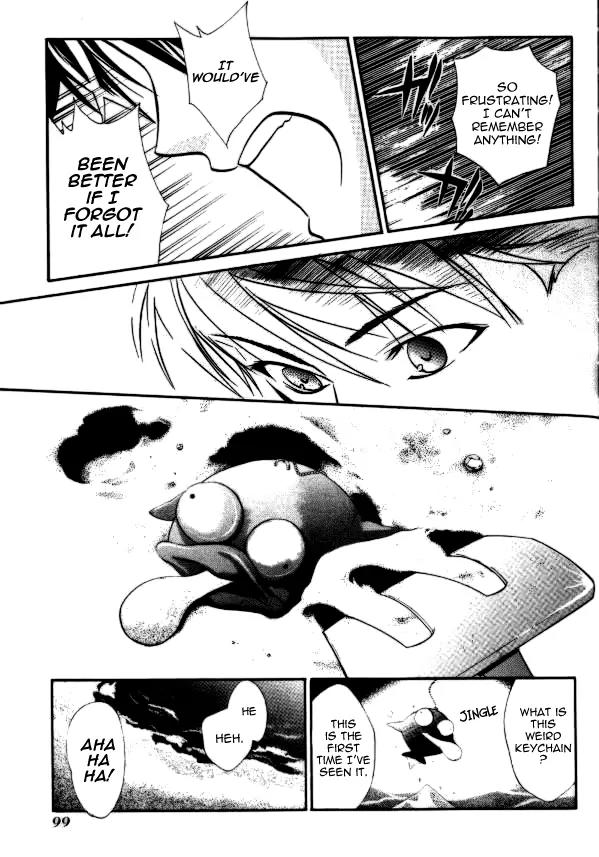 SO
FRUSTRATING!
I CAN'T
REMEMBER
ANYTHING!
IT
WOULD'VE
BEEN
BETTER
IF I
FORGOT
IT ALL!
WHAT IS
THIS
WEIRD
KEYCHAIN
?
JINGLE
THIS
IS THE
FIRST
TIME I'VE
SEEN IT.
HE
HEH.
AHA
HA
HA!
99